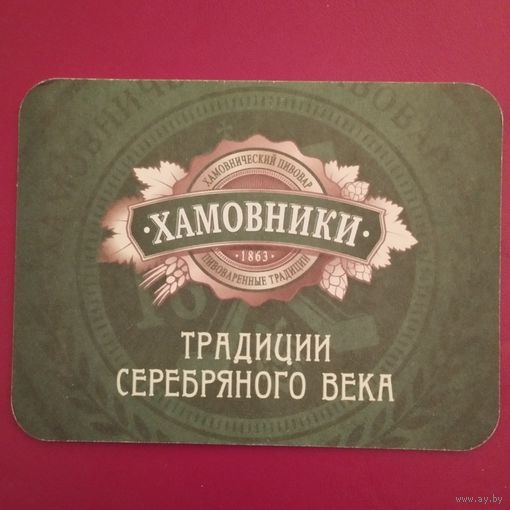 ХАМОВНИЧЕСКИЙ ПИВОВАР
·ХАМОВНИКИ·
·1863·
ПИВОВАРЕННЫЕ ТРАДИЦИИ
ТРАДИЦИИ
СЕРЕБРЯНОГО ВЕКА
www.ay.by